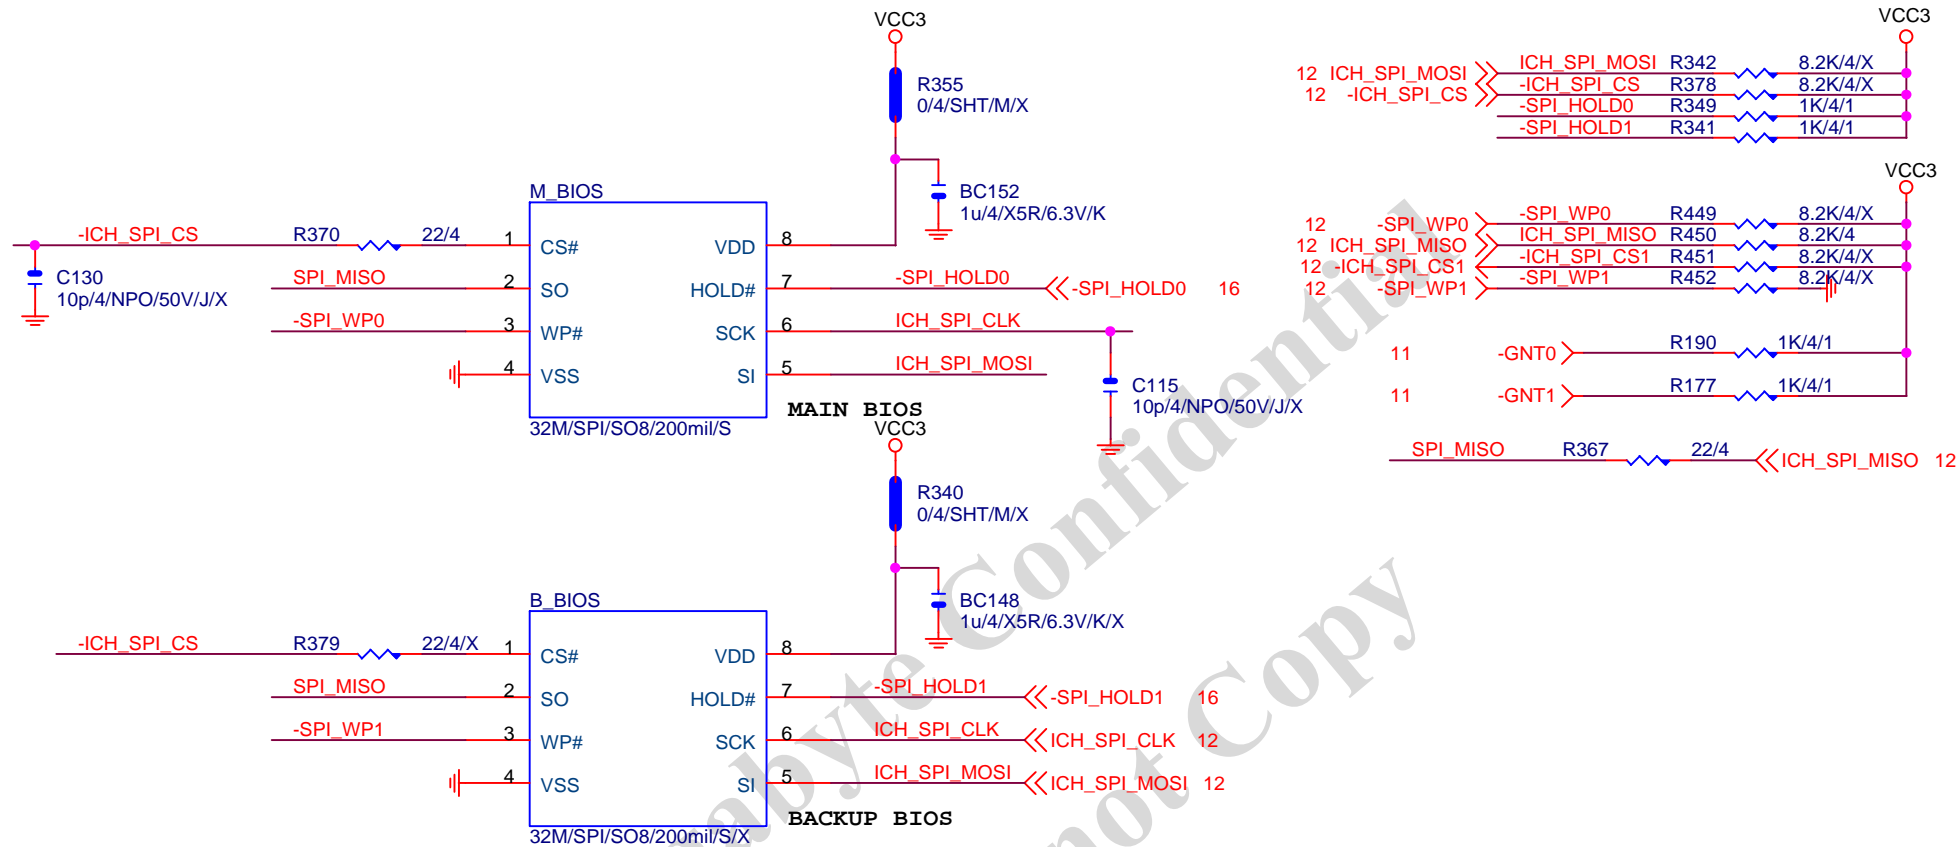 VCC3
R355
0/4/SHT/M/X
BC152
1u/4/X5R/6.3V/K
M_BIOS
-ICH_SPI_CS R370 22/4 1 CS# VDD 8
C130
10p/4/NPO/50V/J/X
SPI_MISO 2 SO HOLD# 7 -SPI_HOLD0 -SPI_HOLD0 16
-SPI_WP0 3 WP# SCK 6 ICH_SPI_CLK
4 VSS SI 5 ICH_SPI_MOSI
C115
10p/4/NPO/50V/J/X
MAIN BIOS
32M/SPI/SO8/200mil/S
VCC3
R340
0/4/SHT/M/X
BC148
1u/4/X5R/6.3V/K/X
B_BIOS
-ICH_SPI_CS R379 22/4/X 1 CS# VDD 8
SPI_MISO 2 SO HOLD# 7 -SPI_HOLD1 -SPI_HOLD1 16
-SPI_WP1 3 WP# SCK 6 ICH_SPI_CLK ICH_SPI_CLK 12
4 VSS SI 5 ICH_SPI_MOSI ICH_SPI_MOSI 12
BACKUP BIOS
32M/SPI/SO8/200mil/S/X
VCC3
12 ICH_SPI_MOSI ICH_SPI_MOSI R342 8.2K/4/X
12 -ICH_SPI_CS -ICH_SPI_CS R378 8.2K/4/X
-SPI_HOLD0 R349 1K/4/1
-SPI_HOLD1 R341 1K/4/1
VCC3
12 -SPI_WP0 -SPI_WP0 R449 8.2K/4/X
12 ICH_SPI_MISO ICH_SPI_MISO R450 8.2K/4
12 -ICH_SPI_CS1 -ICH_SPI_CS1 R451 8.2K/4/X
12 -SPI_WP1 -SPI_WP1 R452 8.2K/4/X
11 -GNT0 R190 1K/4/1
11 -GNT1 R177 1K/4/1
SPI_MISO R367 22/4 ICH_SPI_MISO 12
Confidential
not Copy